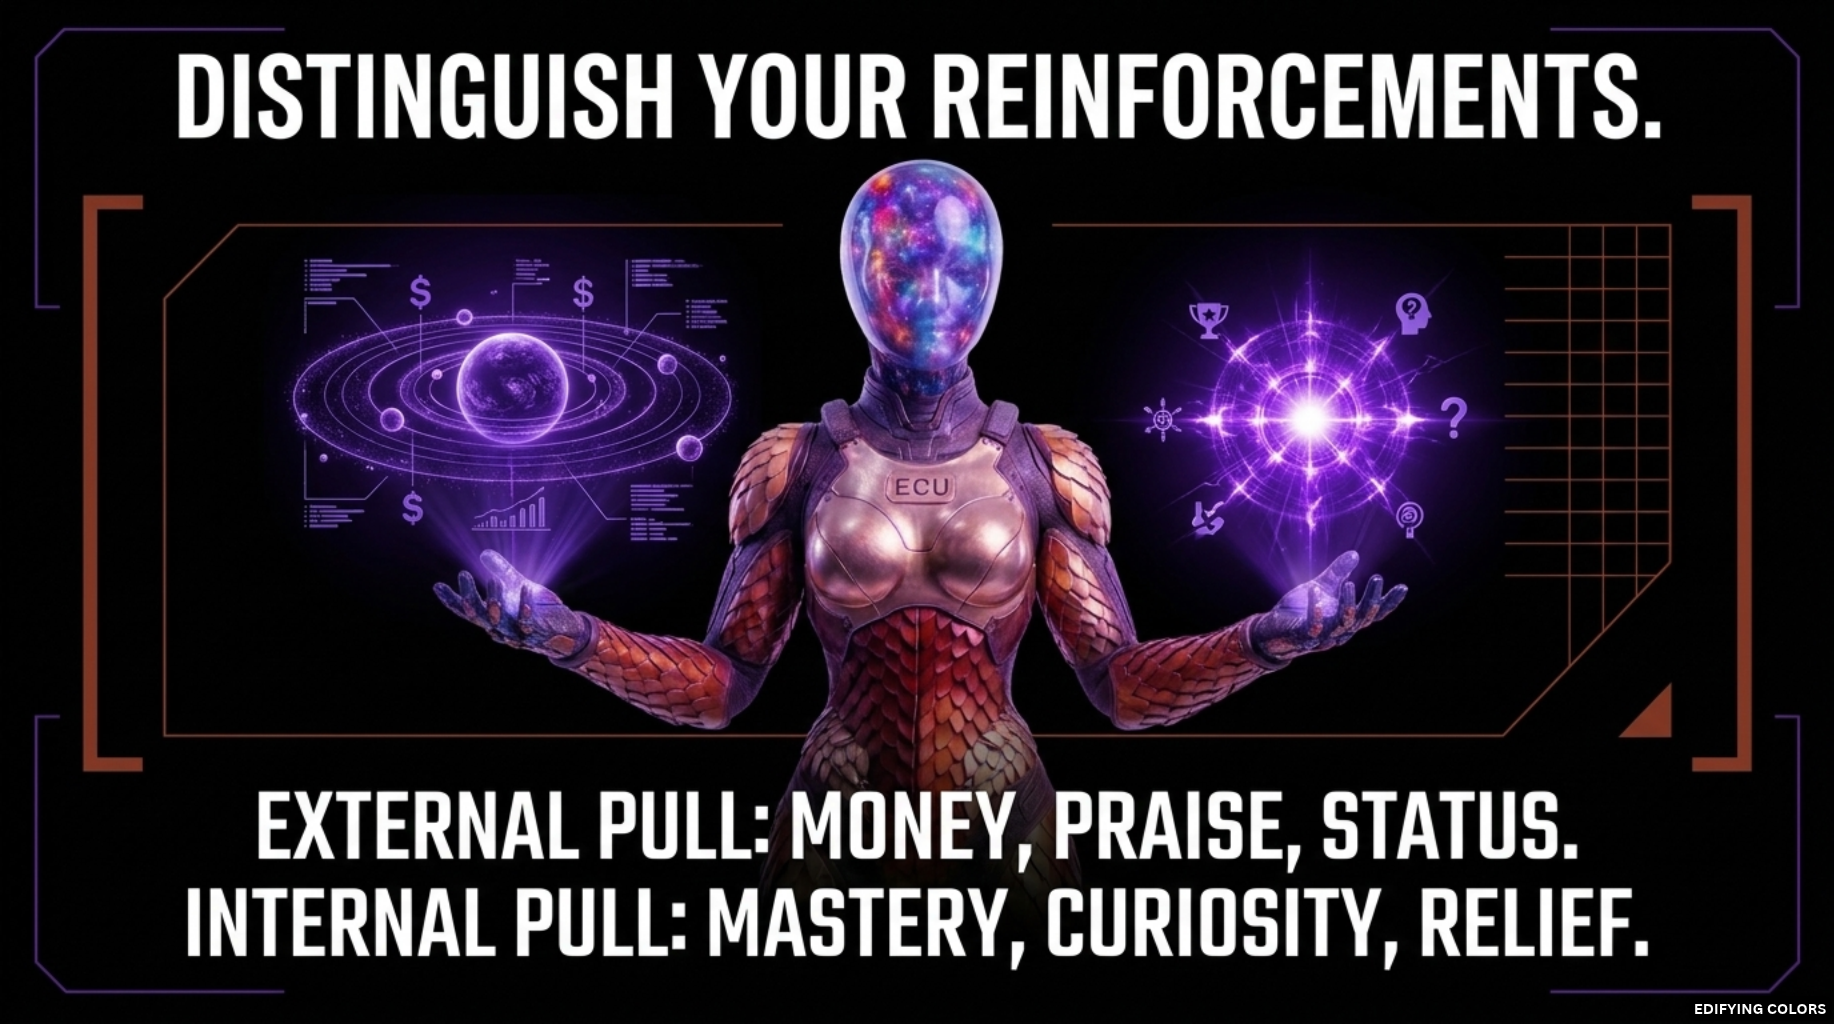 DISTINGUISH YOUR REINFORCEMENTS.
$ $
ECU
?
$
EXTERNAL PULL: MONEY, PRAISE, STATUS.
INTERNAL PULL: MASTERY, CURIOSITY, RELIEF.
EDIFYING COLORS